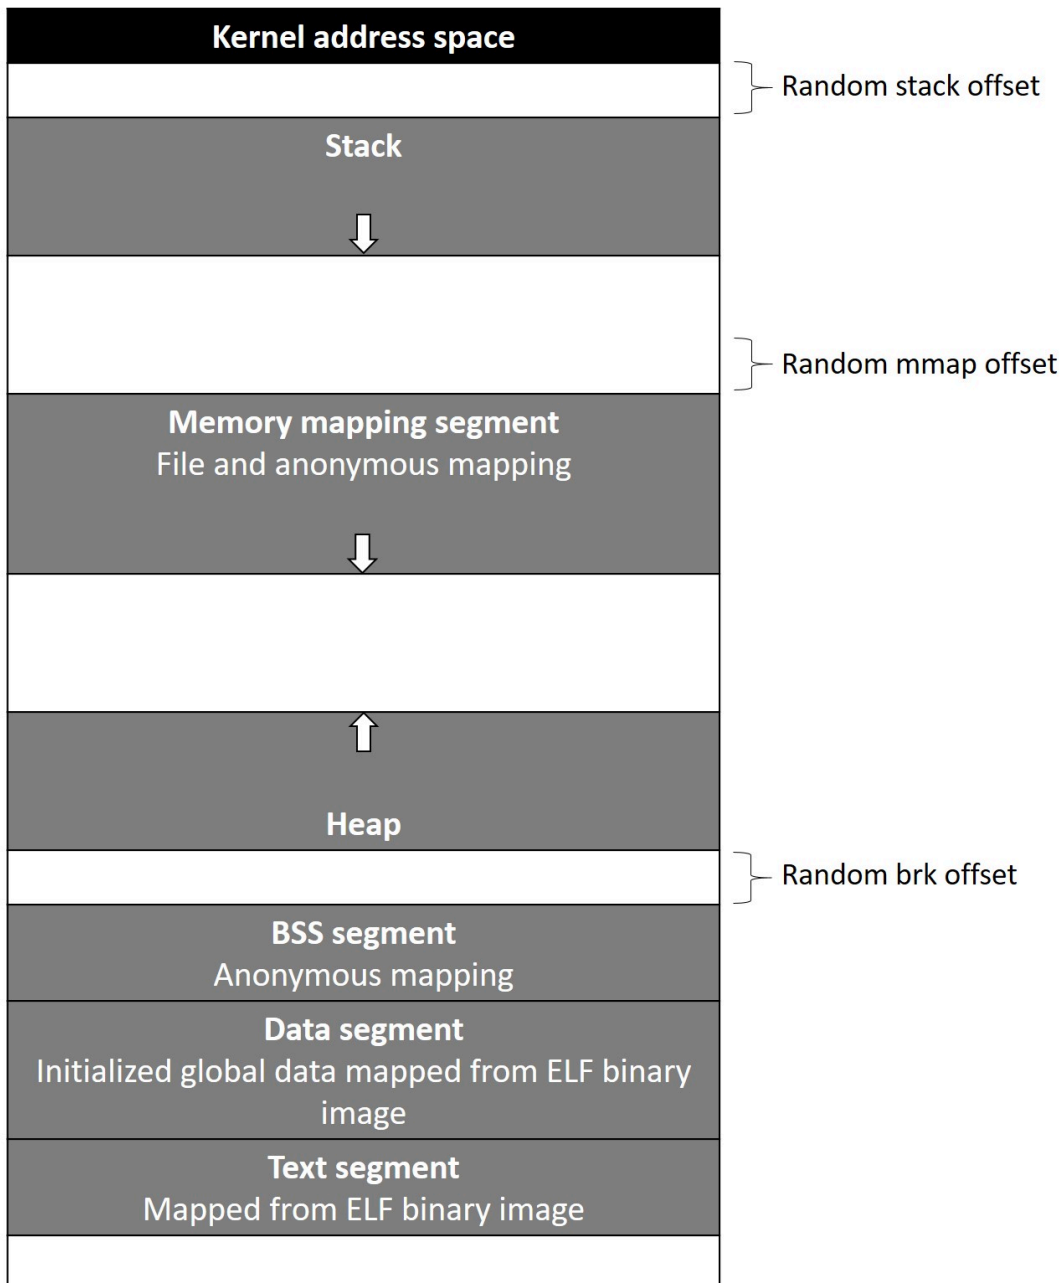 Kernel address space
Random stack offset
Stack
Random mmap offset
Memory mapping segment
File and anonymous mapping
Heap
Random brk offset
BSS segment
Anonymous mapping
Data segment
Initialized global data mapped from ELF binary
image
Text segment
Mapped from ELF binary image